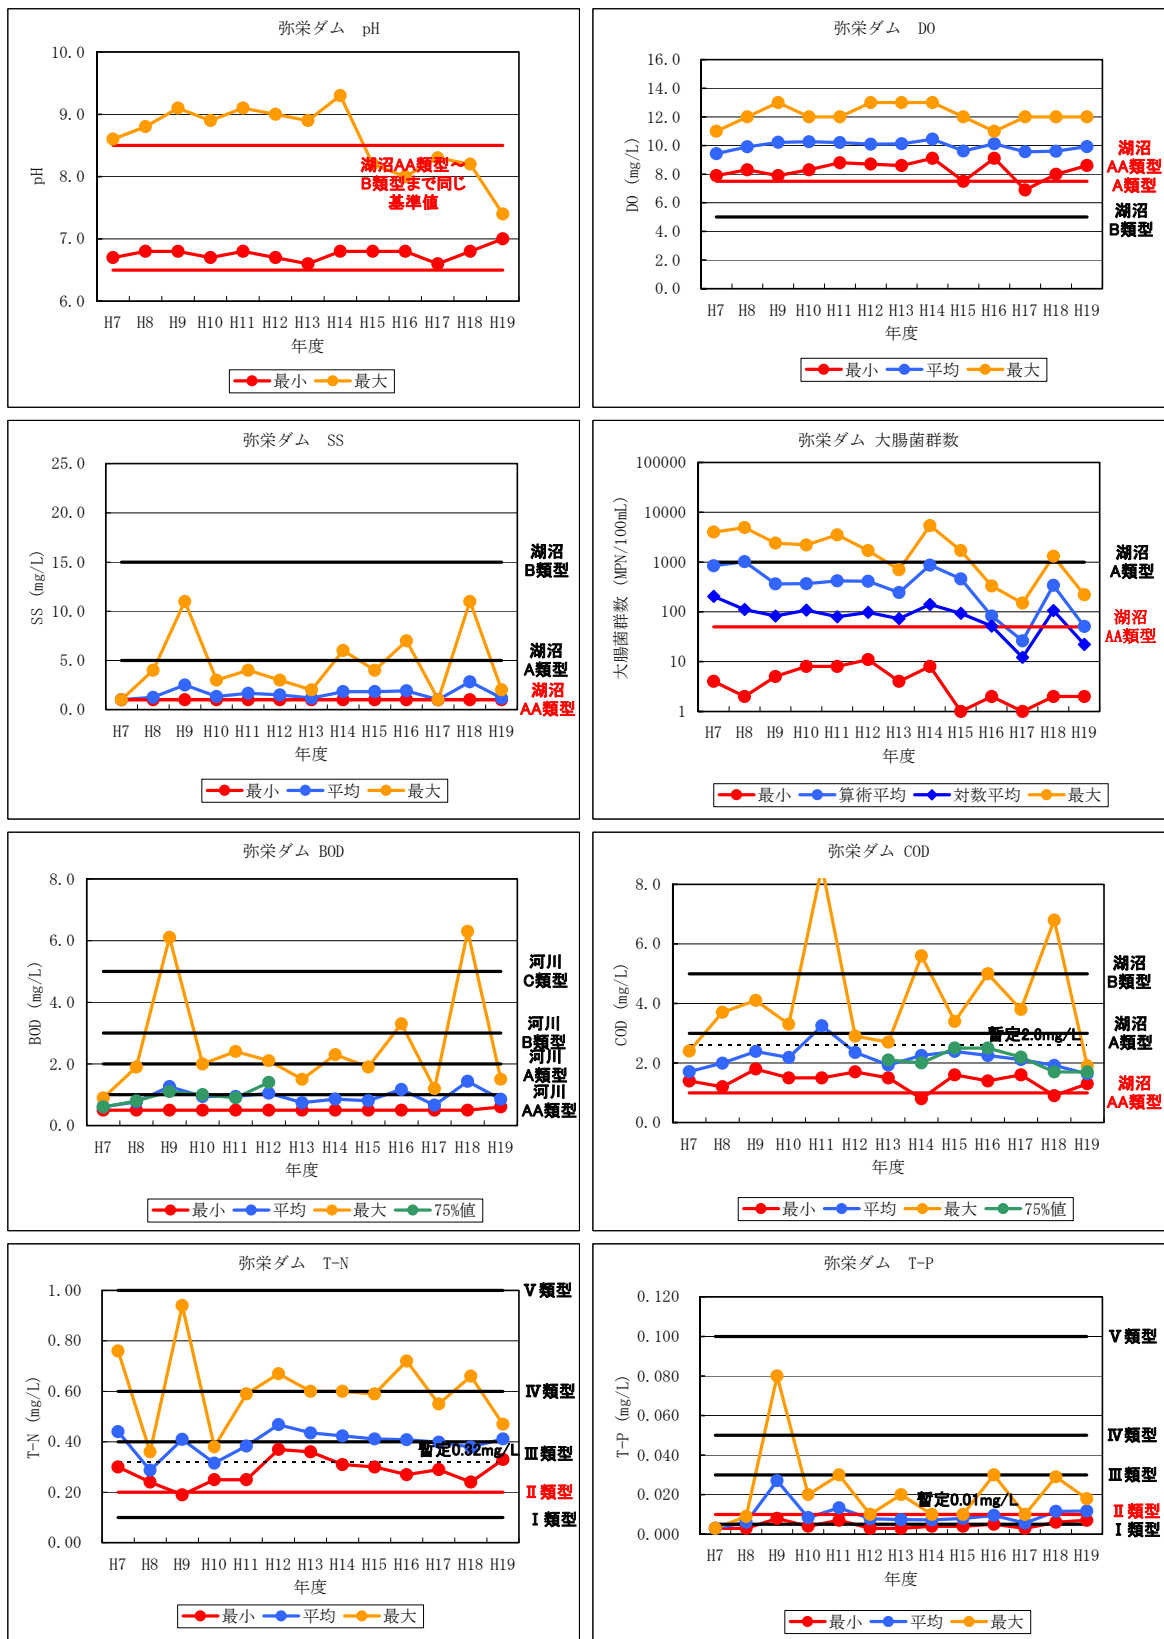 弥栄ダム pH
10.0
9.0
8.0
7.0
6.0
pH
湖沼AA類型～
B類型まで同じ
基準値
H7 H8 H9 H10 H11 H12 H13 H14 H15 H16 H17 H18 H19
年度
最小 最大
弥栄ダム DO
16.0
14.0
12.0
10.0
8.0
6.0
4.0
2.0
0.0
DO (mg/L)
湖沼
AA類型
A類型
湖沼
B類型
H7 H8 H9 H10 H11 H12 H13 H14 H15 H16 H17 H18 H19
年度
最小 平均 最大
弥栄ダム SS
25.0
20.0
15.0
10.0
5.0
0.0
SS (mg/L)
湖沼
B類型
湖沼
A類型
湖沼
AA類型
H7 H8 H9 H10 H11 H12 H13 H14 H15 H16 H17 H18 H19
年度
最小 平均 最大
弥栄ダム 大腸菌群数
100000
10000
1000
100
10
1
大腸菌群数 (MPN/100mL)
湖沼
A類型
湖沼
AA類型
H7 H8 H9 H10 H11 H12 H13 H14 H15 H16 H17 H18 H19
年度
最小 算術平均 対数平均 最大
弥栄ダム BOD
8.0
6.0
4.0
2.0
0.0
BOD (mg/L)
河川
C類型
河川
B類型
河川
A類型
河川
AA類型
H7 H8 H9 H10 H11 H12 H13 H14 H15 H16 H17 H18 H19
年度
最小 平均 最大 75%値
弥栄ダム COD
8.0
6.0
4.0
2.0
0.0
COD (mg/L)
湖沼
B類型
湖沼
A類型
暫定2.6mg/L
湖沼
AA類型
H7 H8 H9 H10 H11 H12 H13 H14 H15 H16 H17 H18 H19
年度
最小 平均 最大 75%値
弥栄ダム T-N
1.00
0.80
0.60
0.40
0.20
0.00
T-N (mg/L)
Ⅴ類型
Ⅳ類型
暫定0.32mg/L
Ⅲ類型
Ⅱ類型
Ⅰ類型
H7 H8 H9 H10 H11 H12 H13 H14 H15 H16 H17 H18 H19
年度
最小 平均 最大
弥栄ダム T-P
0.120
0.100
0.080
0.060
0.040
0.020
0.000
T-P (mg/L)
Ⅴ類型
Ⅳ類型
Ⅲ類型
暫定0.01mg/L
Ⅱ類型
Ⅰ類型
H7 H8 H9 H10 H11 H12 H13 H14 H15 H16 H17 H18 H19
年度
最小 平均 最大